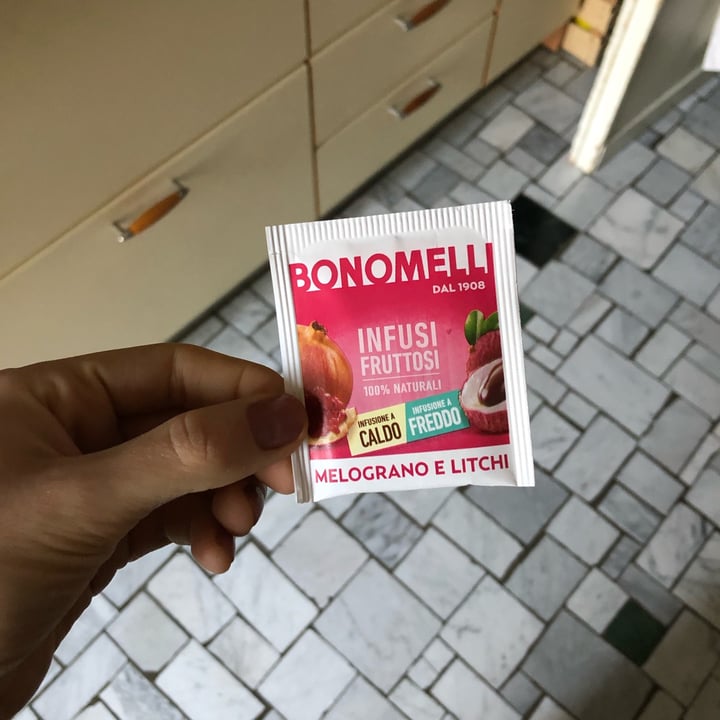 BONOMELLI
DAL 1908
INFUSI
FRUTTOSI
100% NATURALI
INFUSIONE A
CALDO
INFUSIONE A
FREDDO
MELOGRANO E LITCHI